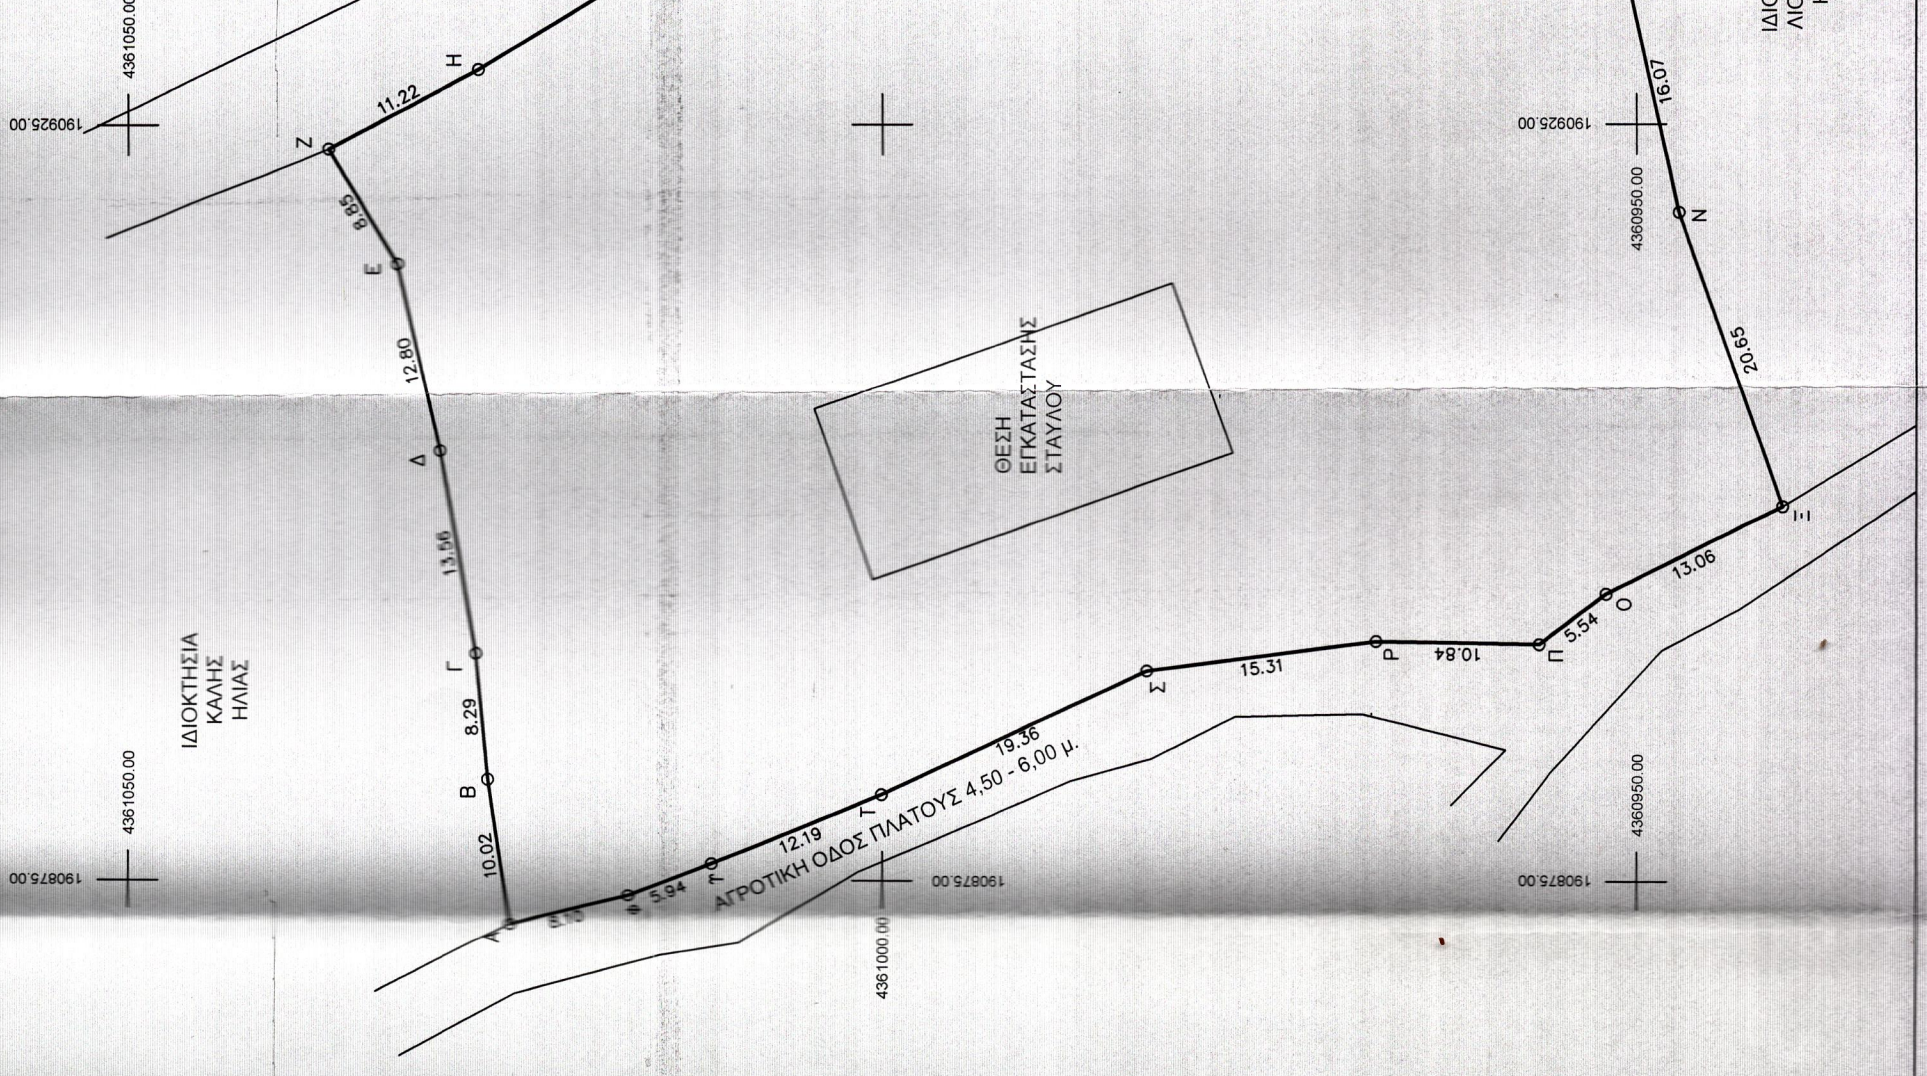 4361050.00
190925.00
Η
11.22
Ζ
8.85
Ε
12.80
Δ
13.56
Γ
8.29
Β
10.02
Α
8.10
Φ
5.94
Τ
12.19
Υ
19.36
Σ
15.31
Ρ
10.84
Π
5.54
Ο
13.06
Ξ
20.65
Ν
16.07
190925.00
4360950.00
ΘΕΣΗ
ΕΓΚΑΤΑΣΤΑΣΗΣ
ΣΤΑΥΛΟΥ
ΙΔΙΟΚΤΗΣΙΑ
ΚΑΛΗΣ
ΗΛΙΑΣ
4361050.00
190875.00
ΑΓΡΟΤΙΚΗ ΟΔΟΣ ΠΛΑΤΟΥΣ 4,50 - 6,00 μ.
190875.00
4361000.00
190875.00
4360950.00